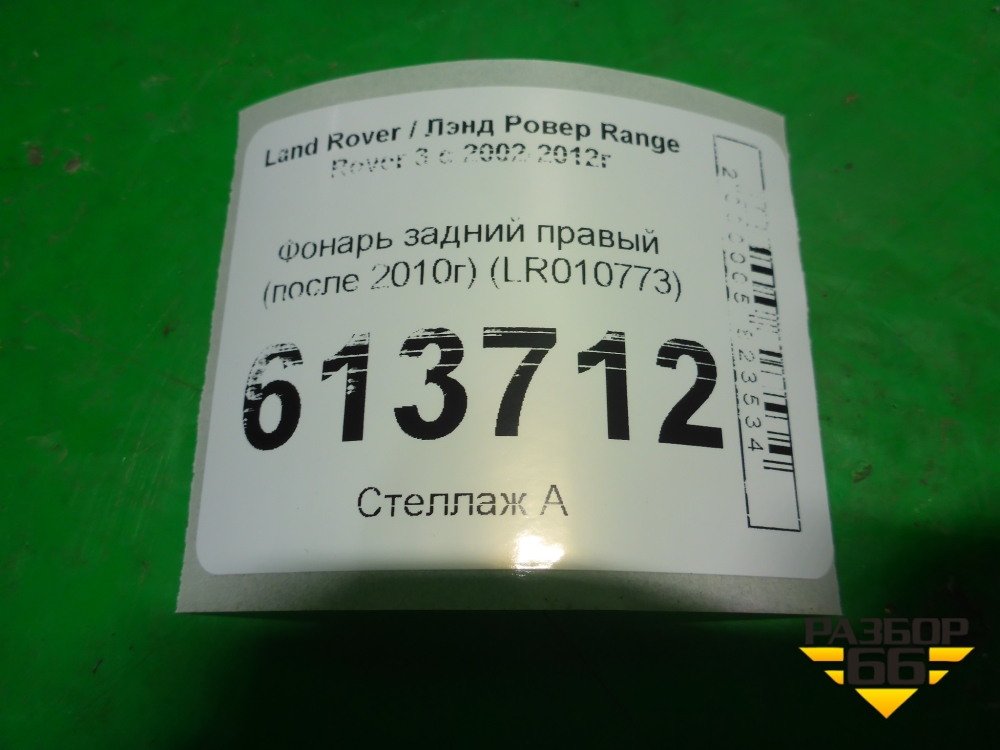 Land Rover / Лэнд Ровер Range
Rover 3 с 2002-2012г
Фонарь задний правый
(после 2010г) (LR010773)
613712
Стеллаж А
РАЗБОР
66